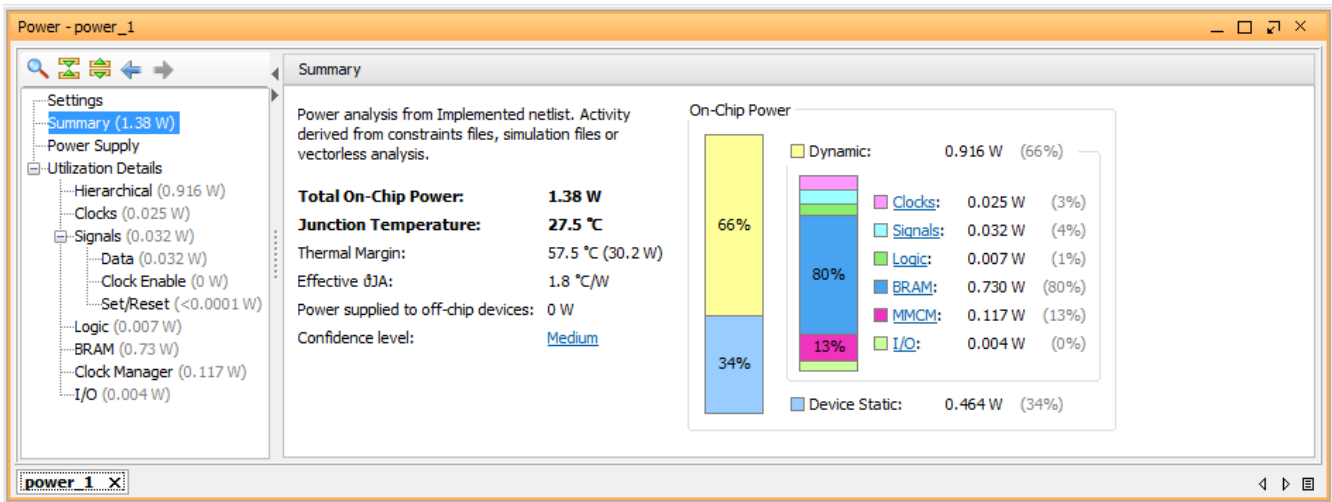 Power - power_1
Settings
Summary (1.38 W)
Power Supply
Utilization Details
Hierarchical (0.916 W)
Clocks (0.025 W)
Signals (0.032 W)
Data (0.032 W)
Clock Enable (0 W)
Set/Reset (<0.0001 W)
Logic (0.007 W)
BRAM (0.73 W)
Clock Manager (0.117 W)
I/O (0.004 W)
Summary
Power analysis from Implemented netlist. Activity
derived from constraints files, simulation files or
vectorless analysis.
Total On-Chip Power: 1.38 W
Junction Temperature: 27.5 °C
Thermal Margin: 57.5 °C (30.2 W)
Effective ϑJA: 1.8 °C/W
Power supplied to off-chip devices: 0 W
Confidence level: Medium
On-Chip Power
66%
34%
Dynamic: 0.916 W (66%)
80%
13%
Clocks: 0.025 W (3%)
Signals: 0.032 W (4%)
Logic: 0.007 W (1%)
BRAM: 0.730 W (80%)
MMCM: 0.117 W (13%)
I/O: 0.004 W (0%)
Device Static: 0.464 W (34%)
power_1 X